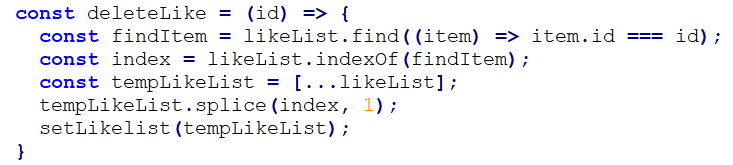 const deleteLike = (id) => {
  const findItem = likeList.find((item) => item.id === id);
  const index = likeList.indexOf(findItem);
  const tempLikeList = [...likeList];
  tempLikeList.splice(index, 1);
  setLikelist(tempLikeList);
}